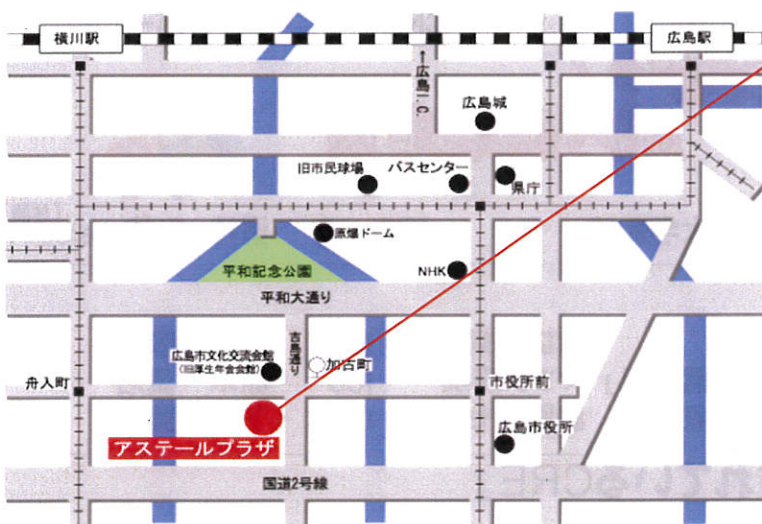 横川駅
広島駅
←広島I.C.
広島城
旧市民球場
バスセンター
県庁
原爆ドーム
平和記念公園
NHK
平和大通り
吉島通り
広島市文化交流会館
(旧厚生年金会館)
加古町
舟入町
市役所前
アステールプラザ
広島市役所
国道2号線